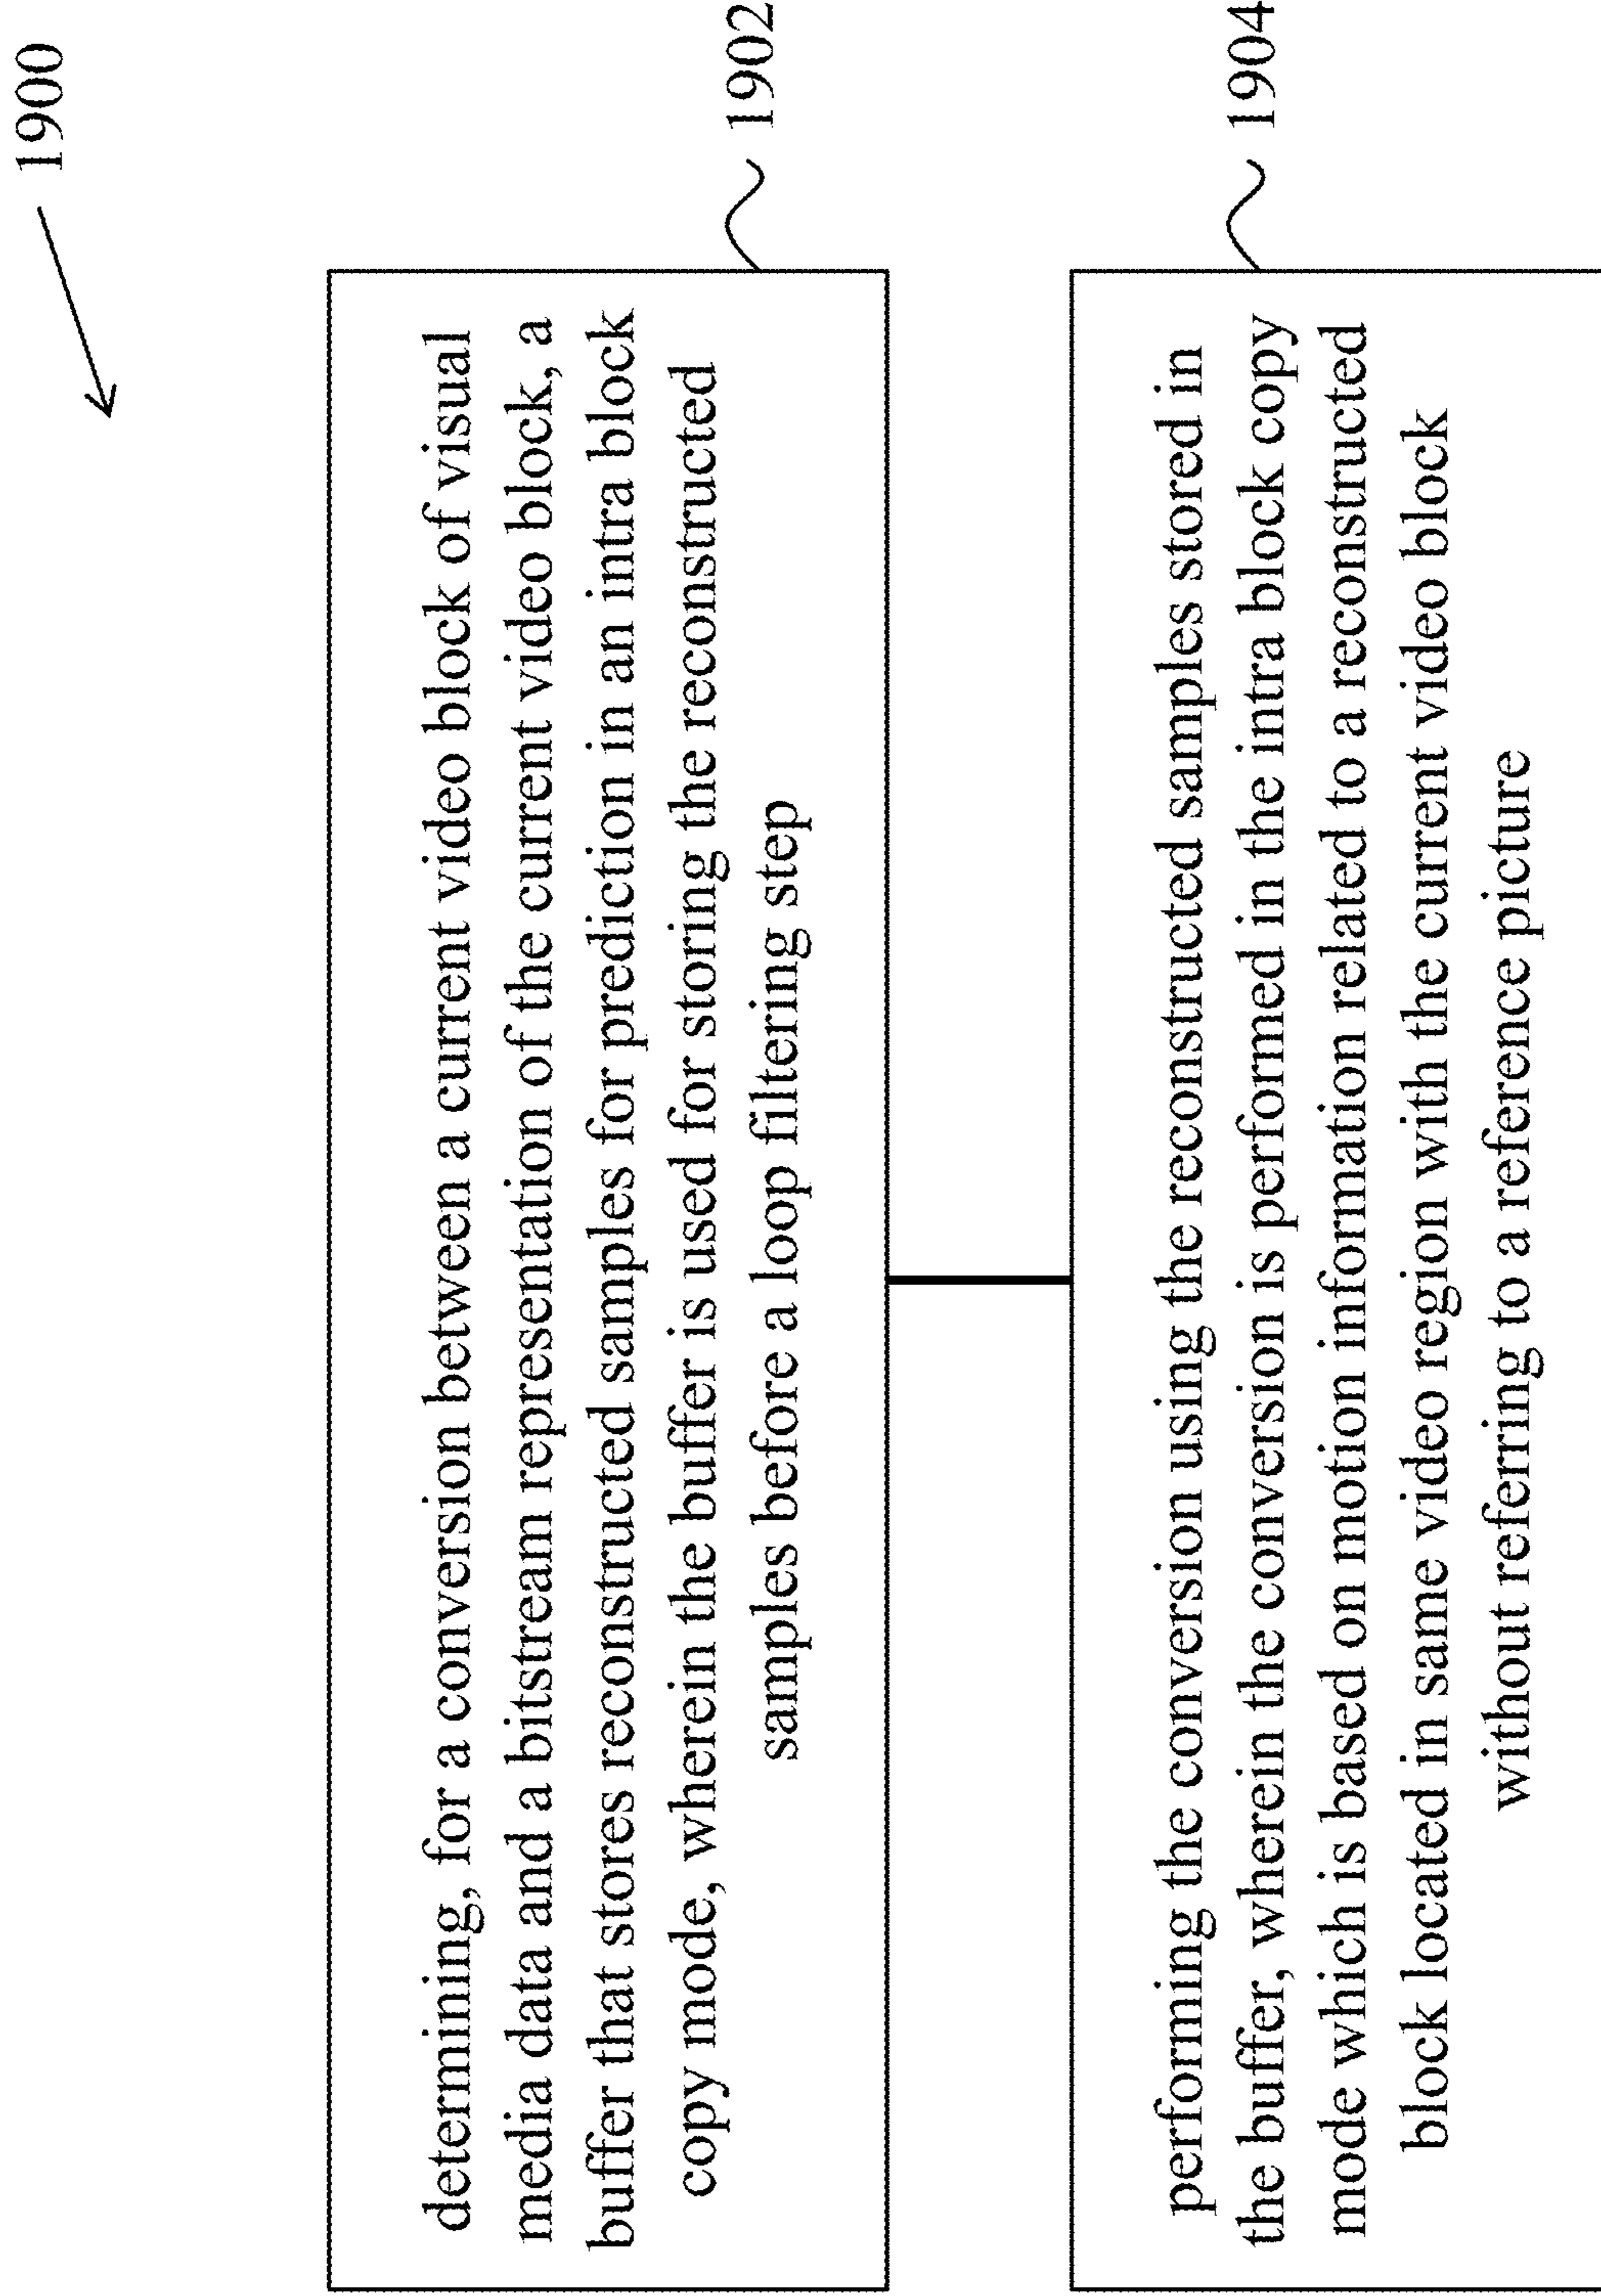 1900
determining, for a conversion between a current video block of visual
media data and a bitstream representation of the current video block, a
buffer that stores reconstructed samples for prediction in an intra block
copy mode, wherein the buffer is used for storing the reconstructed
samples before a loop filtering step
1902
performing the conversion using the reconstructed samples stored in
the buffer, wherein the conversion is performed in the intra block copy
mode which is based on motion information related to a reconstructed
block located in same video region with the current video block
without referring to a reference picture
1904